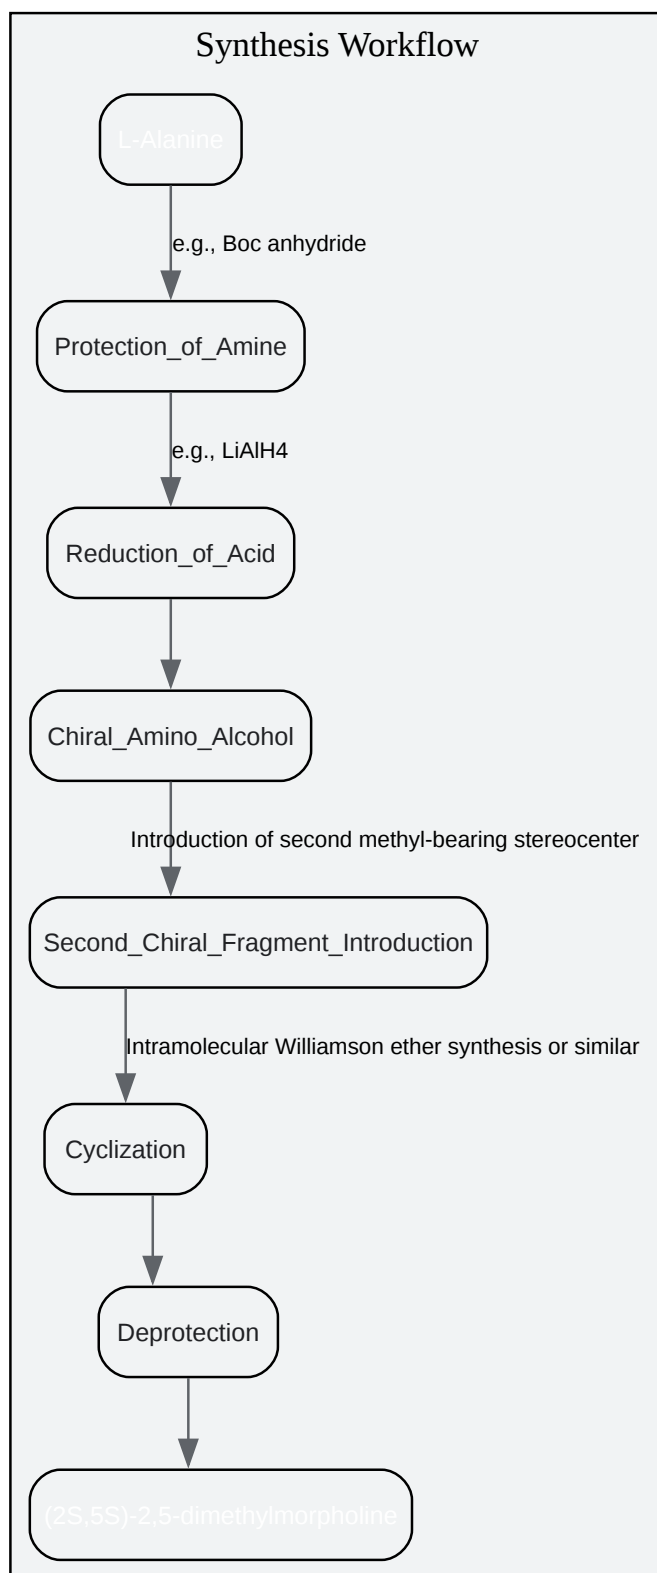 Synthesis Workflow
L-Alanine
e.g., Boc anhydride
Protection_of_Amine
e.g., LiAlH4
Reduction_of_Acid
Chiral_Amino_Alcohol
Introduction of second methyl-bearing stereocenter
Second_Chiral_Fragment_Introduction
Intramolecular Williamson ether synthesis or similar
Cyclization
Deprotection
(2S,5S)-2,5-dimethylmorpholine